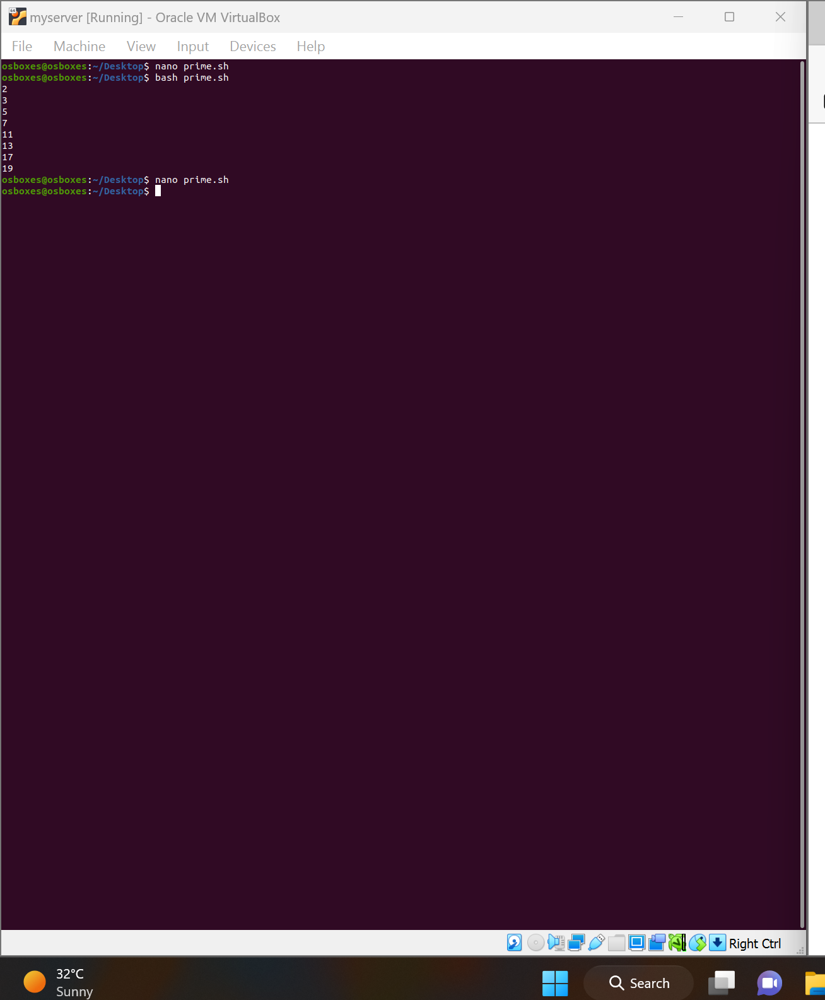 myserver [Running] - Oracle VM VirtualBox
File Machine View Input Devices Help
osboxes@osboxes:~/Desktop$ nano prime.sh
osboxes@osboxes:~/Desktop$ bash prime.sh
2
3
5
7
11
13
17
19
osboxes@osboxes:~/Desktop$ nano prime.sh
osboxes@osboxes:~/Desktop$
Right Ctrl
32°C
Sunny
Search